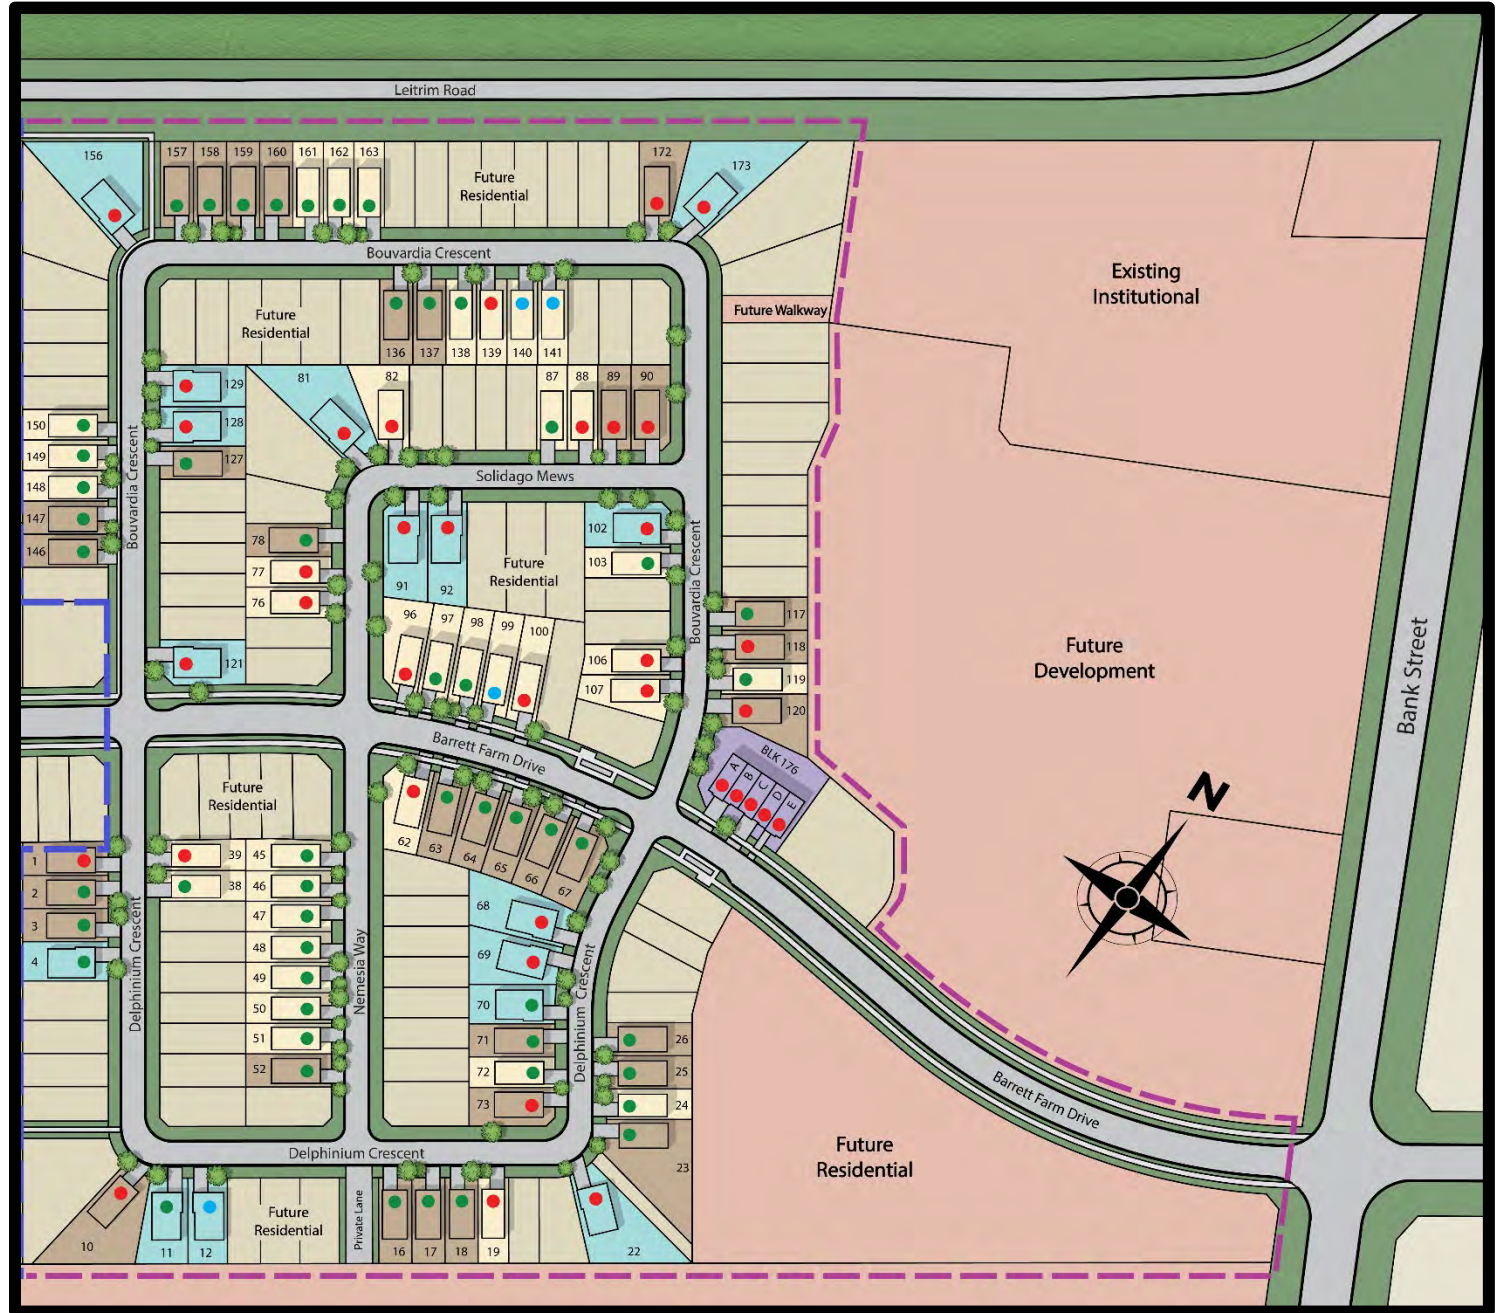 Leitrim Road
156
157
158
159
160
161
162
163
Future
Residential
172
173
Bouvardia Crescent
Existing
Institutional
Future
Residential
136
137
138
139
140
141
Future Walkway
129
128
127
81
82
87
88
89
90
150
149
148
147
146
Bouvardia Crescent
Solidago Mews
78
77
76
91
92
Future
Residential
102
103
Bouvardia Crescent
96
97
98
99
100
106
107
117
118
119
120
121
Future
Development
Bank Street
Barrett Farm Drive
BLK 176
A
B
C
D
E
N
Future
Residential
62
63
64
65
66
67
1
2
3
4
39
38
45
46
47
48
49
50
51
52
Delphinium Crescent
Nemesia Way
68
69
70
71
72
73
Delphinium Crescent
26
25
24
23
Barrett Farm Drive
Future
Residential
Delphinium Crescent
10
11
12
Future
Residential
Private Lane
16
17
18
19
22